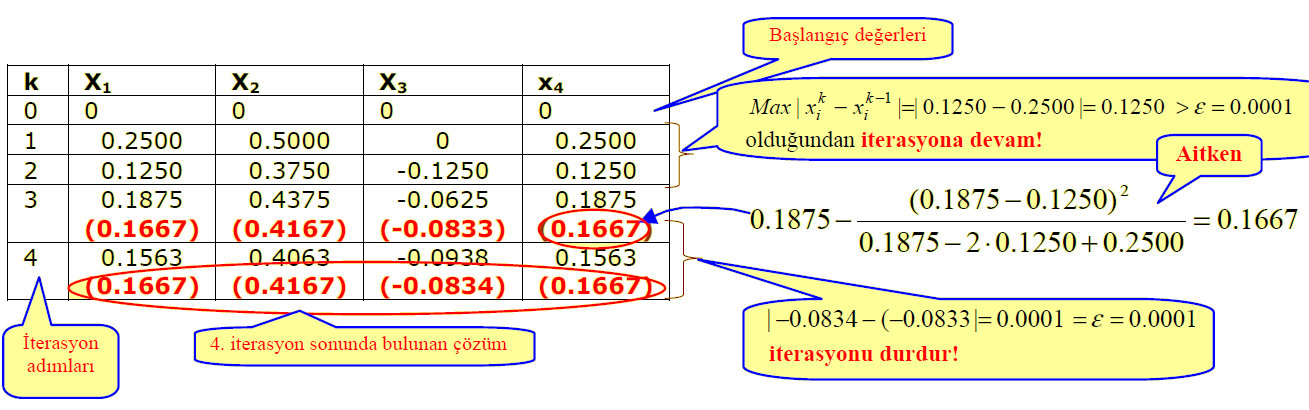 Başlangıç değerleri
k X₁ X₂ X₃ x₄
0 0 0 0 0
1 0.2500 0.5000 0 0.2500
2 0.1250 0.3750 -0.1250 0.1250
3 0.1875 0.4375 -0.0625 0.1875
(0.1667) (0.4167) (-0.0833) (0.1667)
4 0.1563 0.4063 -0.0938 0.1563
(0.1667) (0.4167) (-0.0834) (0.1667)
Max | xᵢᵏ − xᵢᵏ⁻¹ |=| 0.1250 − 0.2500 |= 0.1250 > ε = 0.0001
olduğundan iterasyona devam!
Aitken
0.1875 − (0.1875 − 0.1250)² / 0.1875 − 2 · 0.1250 + 0.2500 = 0.1667
| −0.0834 − (−0.0833 |= 0.0001 = ε = 0.0001
iterasyonu durdur!
İterasyon
adımları
4. iterasyon sonunda bulunan çözüm